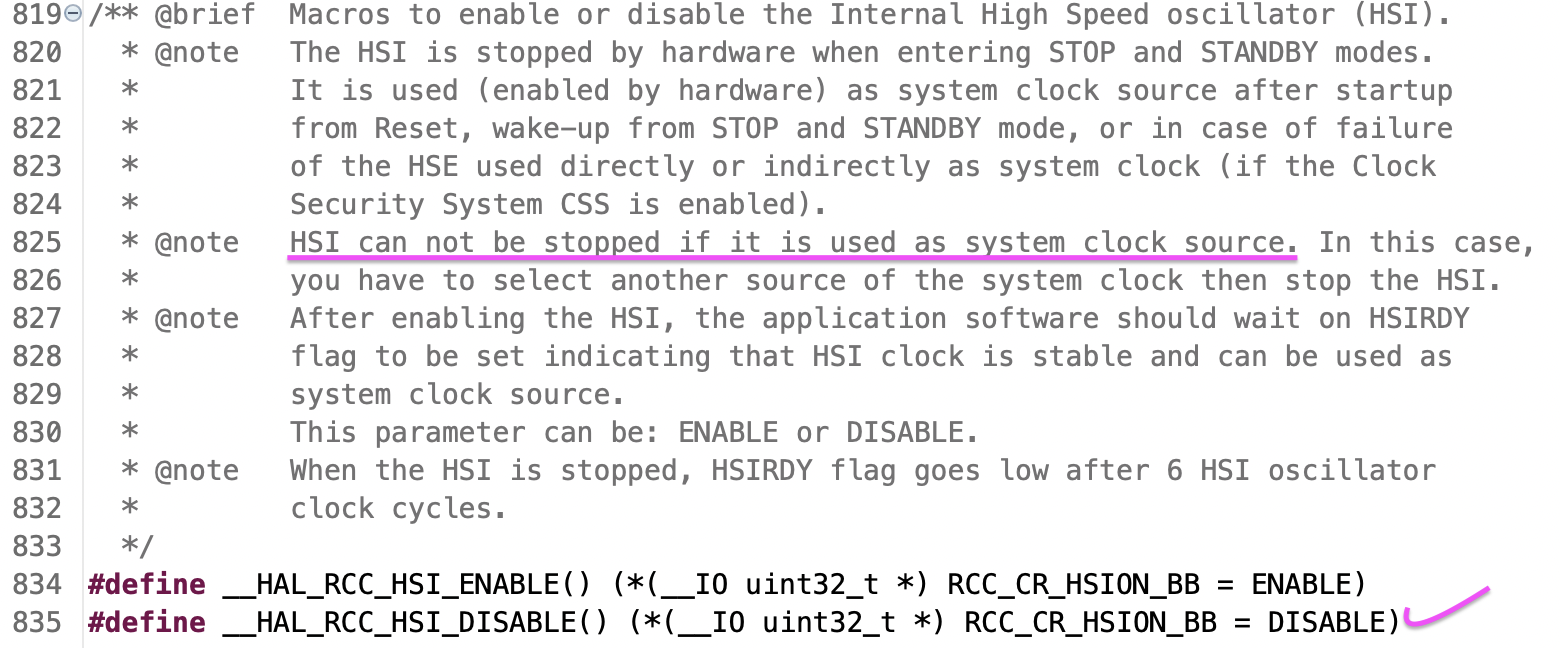 819 /** @brief  Macros to enable or disable the Internal High Speed oscillator (HSI).
820   * @note   The HSI is stopped by hardware when entering STOP and STANDBY modes.
821   *         It is used (enabled by hardware) as system clock source after startup
822   *         from Reset, wake-up from STOP and STANDBY mode, or in case of failure
823   *         of the HSE used directly or indirectly as system clock (if the Clock
824   *         Security System CSS is enabled).
825   * @note   HSI can not be stopped if it is used as system clock source. In this case,
826   *         you have to select another source of the system clock then stop the HSI.
827   * @note   After enabling the HSI, the application software should wait on HSIRDY
828   *         flag to be set indicating that HSI clock is stable and can be used as
829   *         system clock source.
830   *         This parameter can be: ENABLE or DISABLE.
831   * @note   When the HSI is stopped, HSIRDY flag goes low after 6 HSI oscillator
832   *         clock cycles.
833   */
834 #define __HAL_RCC_HSI_ENABLE() (*(__IO uint32_t *) RCC_CR_HSION_BB = ENABLE)
835 #define __HAL_RCC_HSI_DISABLE() (*(__IO uint32_t *) RCC_CR_HSION_BB = DISABLE)